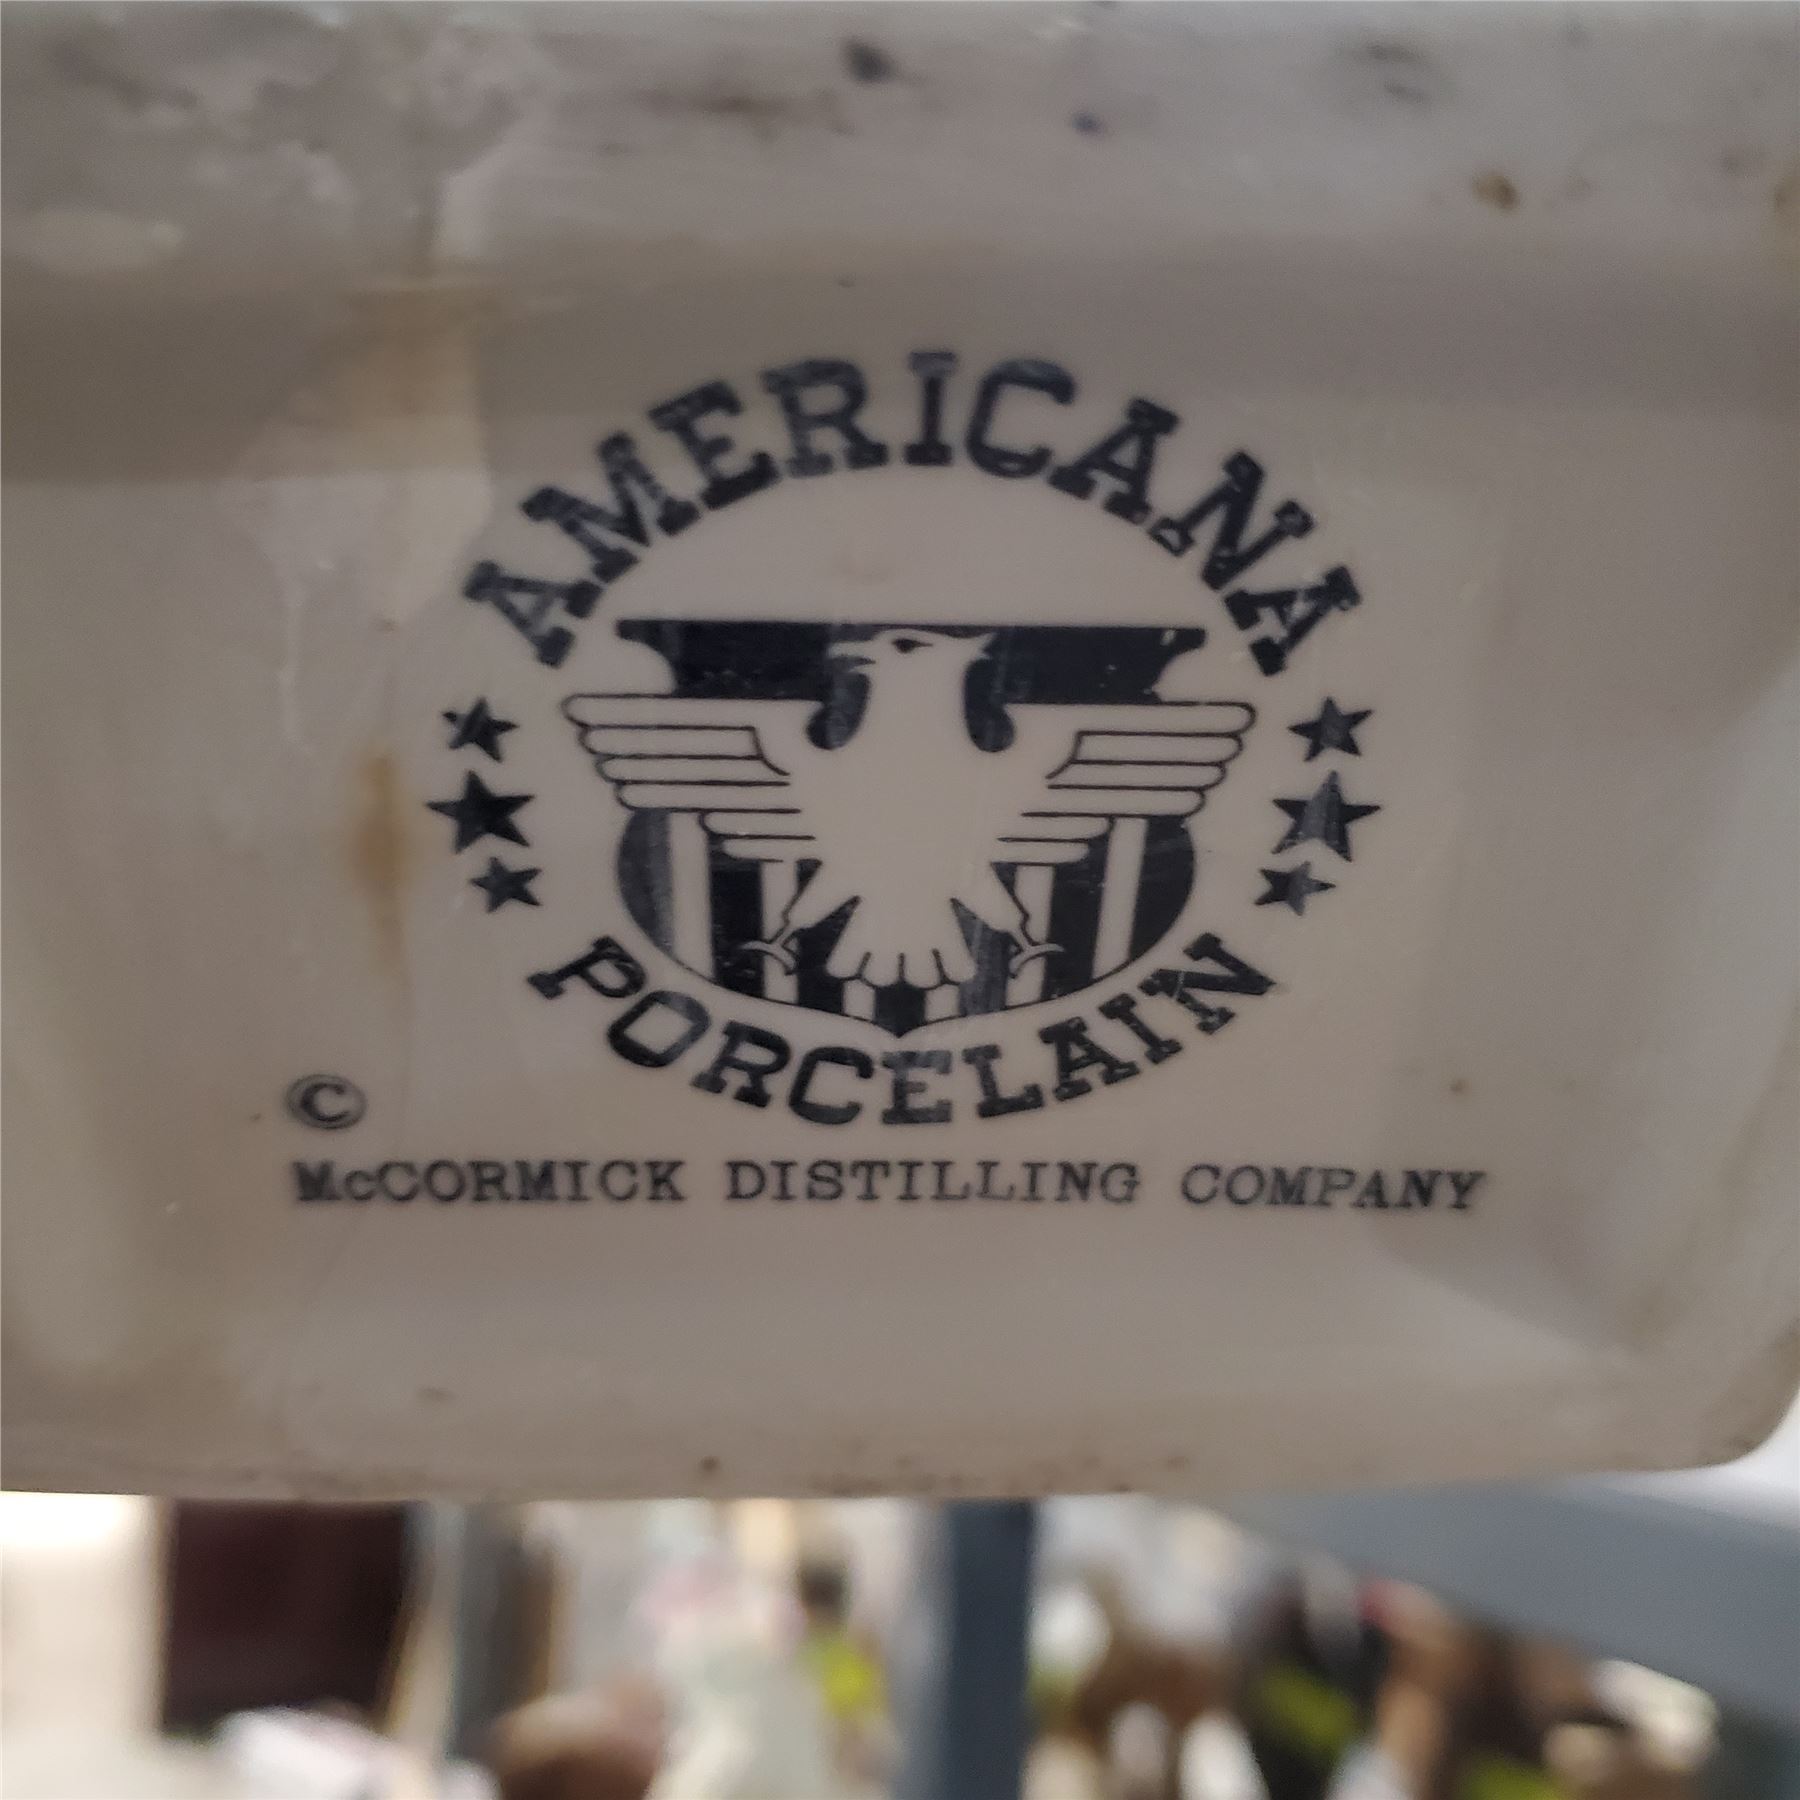 AMERICANA
PORCELAIN
©
McCORMICK DISTILLING COMPANY